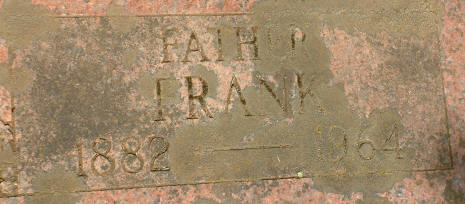 FATHER
FRANK
1882 — 1964